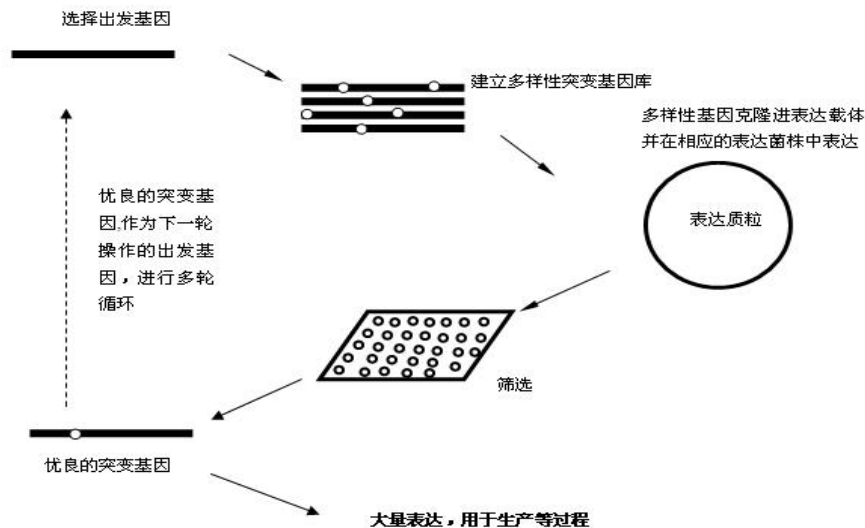 选择出发基因
建立多样性突变基因库
多样性基因克隆进表达载体
并在相应的表达菌株中表达
表达质粒
优良的突变基
因,作为下一轮
操作的出发基
因，进行多轮
循环
筛选
优良的突变基因
大量表达，用于生产等过程